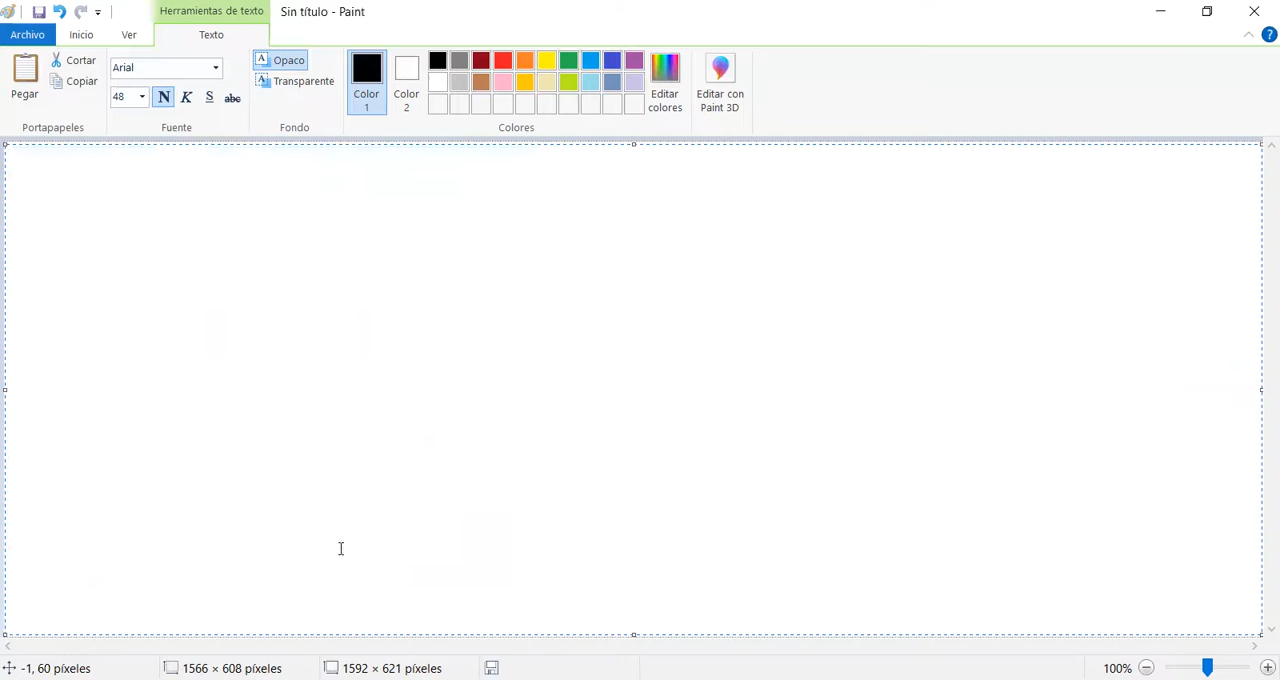 Herramientas de texto
Sin título - Paint
Archivo
Inicio
Ver
Texto
Pegar
Cortar
Copiar
Portapapeles
Arial
48
N K S abc
Fuente
Opaco
Transparente
Fondo
Color 1
Color 2
Editar colores
Colores
Editar con Paint 3D
-1, 60 píxeles
1566 × 608 píxeles
1592 × 621 píxeles
100%